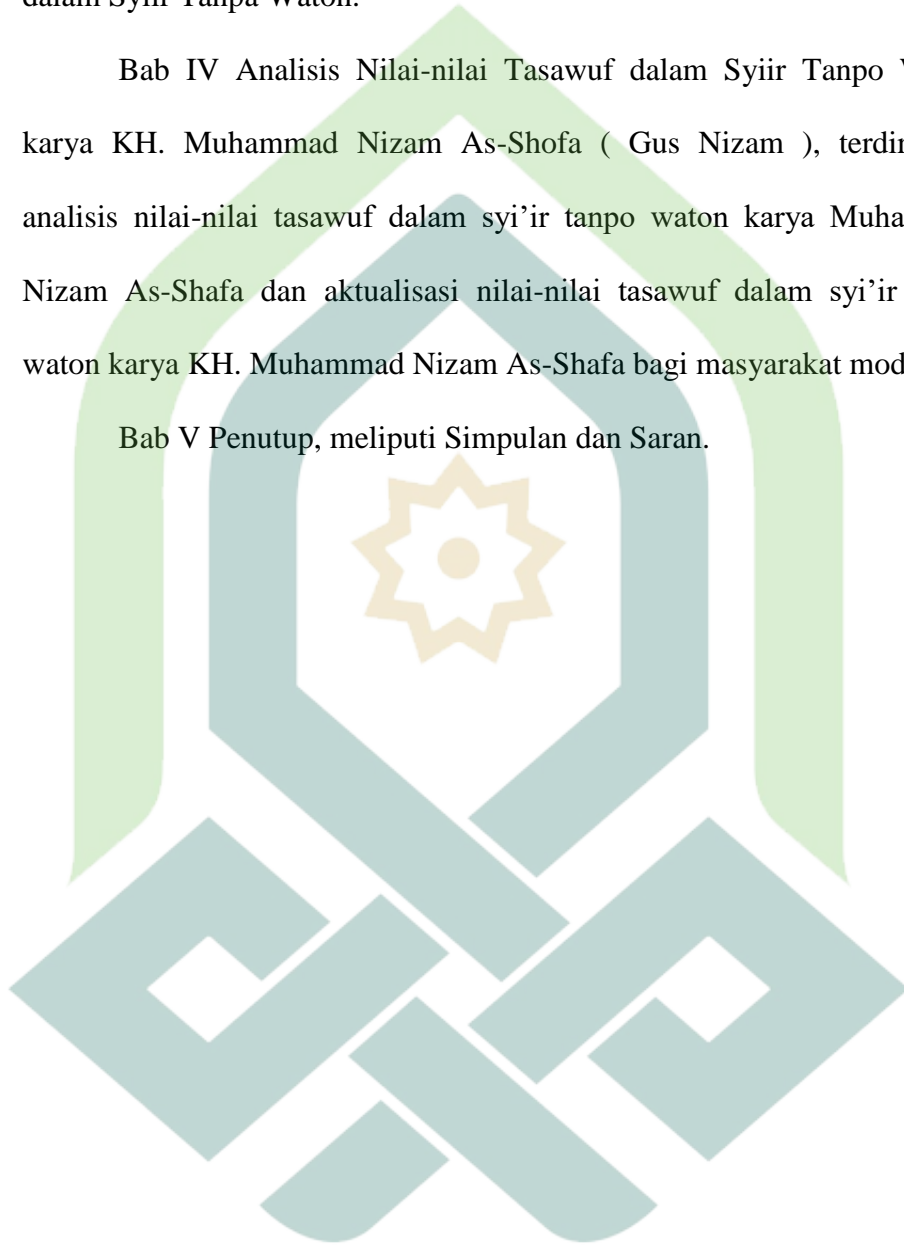 dalam Syiir Tanpa Waton.
Bab IV Analisis Nilai-nilai Tasawuf dalam Syiir Tanpo
karya KH. Muhammad Nizam As-Shofa ( Gus Nizam ),
analisis nilai-nilai tasawuf dalam syi’ir tanpo waton karya
Nizam As-Shafa dan aktualisasi nilai-nilai tasawuf dalam syi’ir
waton karya KH. Muhammad Nizam As-Shafa bagi masyarakat
Bab V Penutup, meliputi Simpulan dan Saran.